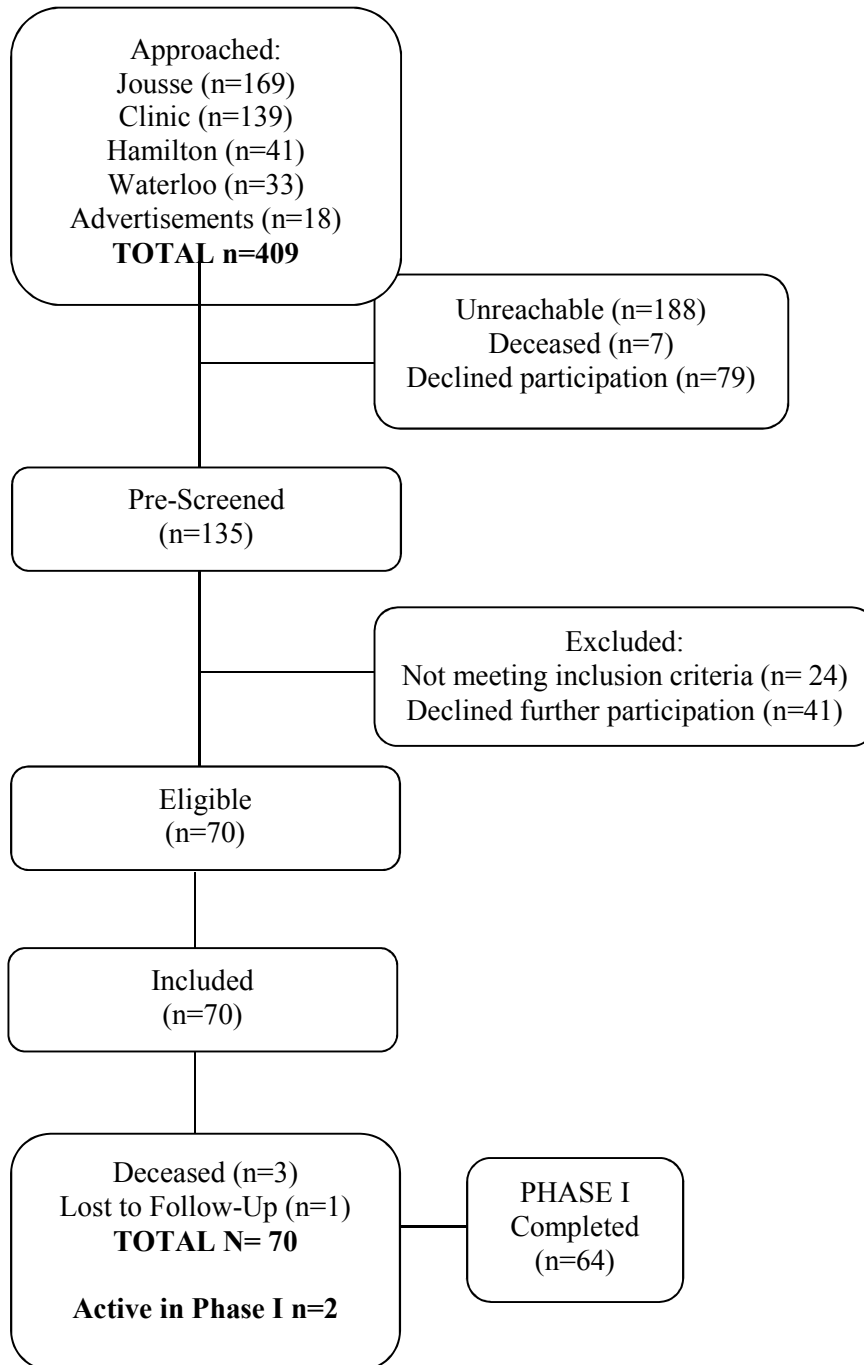 Approached:
Jousse (n=169)
Clinic (n=139)
Hamilton (n=41)
Waterloo (n=33)
Advertisements (n=18)
TOTAL n=409
Unreachable (n=188)
Deceased (n=7)
Declined participation (n=79)
Pre-Screened
(n=135)
Excluded:
Not meeting inclusion criteria (n= 24)
Declined further participation (n=41)
Eligible
(n=70)
Included
(n=70)
Deceased (n=3)
Lost to Follow-Up (n=1)
TOTAL N= 70
Active in Phase I n=2
PHASE I
Completed
(n=64)